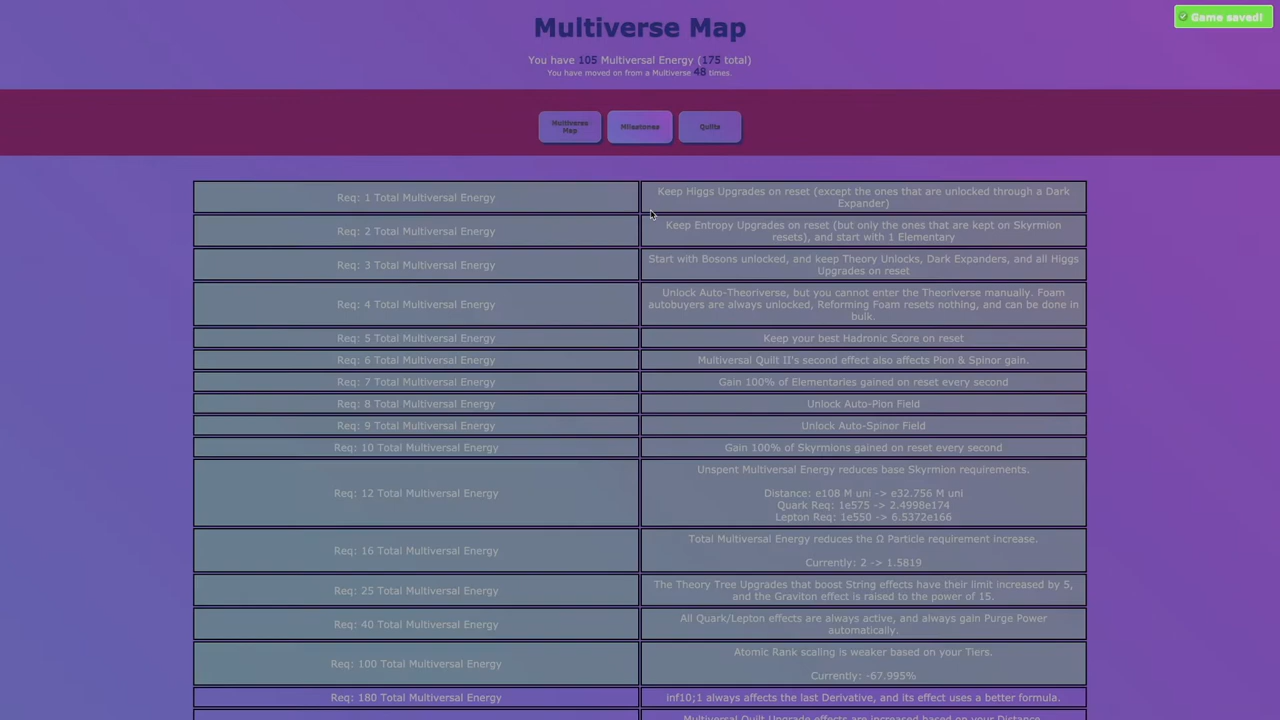 Game saved!
Multiverse Map
You have 105 Multiversal Energy (175 total)
You have moved on from a Multiverse 48 times.
Multiverse
Map
Milestones
Quilts
Req: 1 Total Multiversal Energy
Keep Higgs Upgrades on reset (except the ones that are unlocked through a Dark
Expander)
Req: 2 Total Multiversal Energy
Keep Entropy Upgrades on reset (but only the ones that are kept on Skyrmion
resets), and start with 1 Elementary
Req: 3 Total Multiversal Energy
Start with Bosons unlocked, and keep Theory Unlocks, Dark Expanders, and all Higgs
Upgrades on reset
Req: 4 Total Multiversal Energy
Unlock Auto-Theoriverse, but you cannot enter the Theoriverse manually. Foam
autobuyers are always unlocked, Reforming Foam resets nothing, and can be done in
bulk.
Req: 5 Total Multiversal Energy
Keep your best Hadronic Score on reset
Req: 6 Total Multiversal Energy
Multiversal Quilt II's second effect also affects Pion & Spinor gain.
Req: 7 Total Multiversal Energy
Gain 100% of Elementaries gained on reset every second
Req: 8 Total Multiversal Energy
Unlock Auto-Pion Field
Req: 9 Total Multiversal Energy
Unlock Auto-Spinor Field
Req: 10 Total Multiversal Energy
Gain 100% of Skyrmions gained on reset every second
Req: 12 Total Multiversal Energy
Unspent Multiversal Energy reduces base Skyrmion requirements.
Distance: e108 M uni -> e32.756 M uni
Quark Req: 1e575 -> 2.4998e174
Lepton Req: 1e550 -> 6.5372e166
Req: 16 Total Multiversal Energy
Total Multiversal Energy reduces the Ω Particle requirement increase.
Currently: 2 -> 1.5819
Req: 25 Total Multiversal Energy
The Theory Tree Upgrades that boost String effects have their limit increased by 5,
and the Graviton effect is raised to the power of 15.
Req: 40 Total Multiversal Energy
All Quark/Lepton effects are always active, and always gain Purge Power
automatically.
Req: 100 Total Multiversal Energy
Atomic Rank scaling is weaker based on your Tiers.
Currently: -67.995%
Req: 180 Total Multiversal Energy
inf10;1 always affects the last Derivative, and its effect uses a better formula.
Multiversal Quilt Upgrade effects are increased based on your Distance